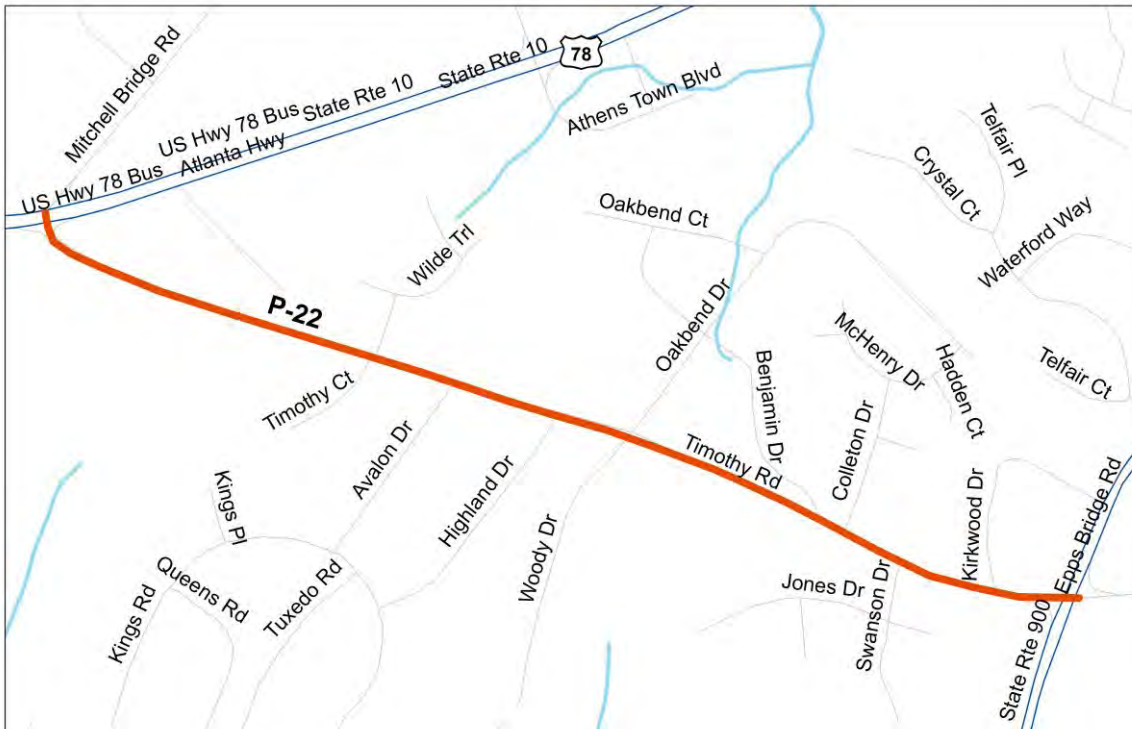 Mitchell Bridge Rd
US Hwy 78 Bus
Atlanta Hwy
US Hwy 78 Bus
State Rte 10
State Rte 10
78
Athens Town Blvd
Telfair Pl
Crystal Ct
Waterford Way
Oakbend Ct
Wilde Trl
P-22
Oakbend Dr
McHenry Dr
Hadden Ct
Telfair Ct
Benjamin Dr
Timothy Ct
Avalon Dr
Highland Dr
Timothy Rd
Colleton Dr
Kirkwood Dr
Epps Bridge Rd
Kings Pl
Queens Rd
Kings Rd
Tuxedo Rd
Woody Dr
Jones Dr
Swanson Dr
State Rte 900